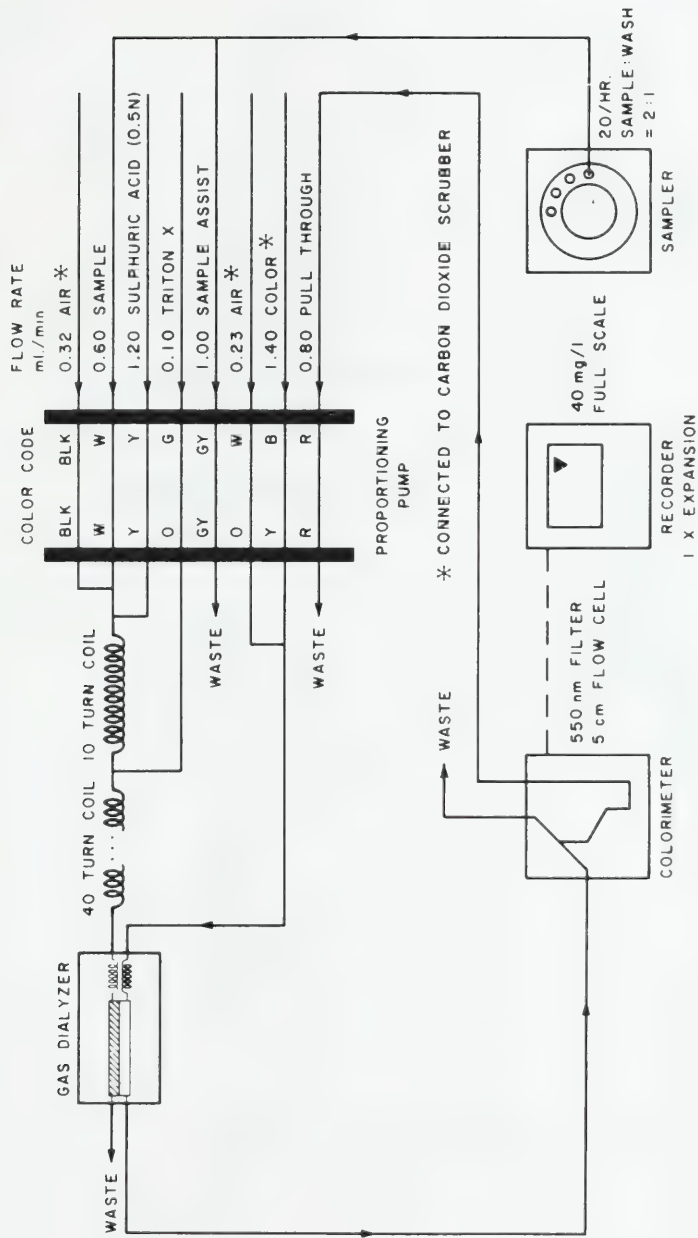 FLOW RATE
ml./min
COLOR CODE
BLK BLK 0.32 AIR *
W W 0.60 SAMPLE
Y Y 1.20 SULPHURIC ACID (0.5N)
O G 0.10 TRITON X
GY GY 1.00 SAMPLE ASSIST
O W 0.23 AIR *
Y B 1.40 COLOR *
R R 0.80 PULL THROUGH
PROPORTIONING
PUMP
WASTE
WASTE
40 TURN COIL
10 TURN COIL
GAS DIALYZER
WASTE
* CONNECTED TO CARBON DIOXIDE SCRUBBER
WASTE
550 nm FILTER
5 cm FLOW CELL
COLORIMETER
40 mg/l
FULL SCALE
RECORDER
1 X EXPANSION
20/HR.
SAMPLE:WASH
= 2:1
SAMPLER